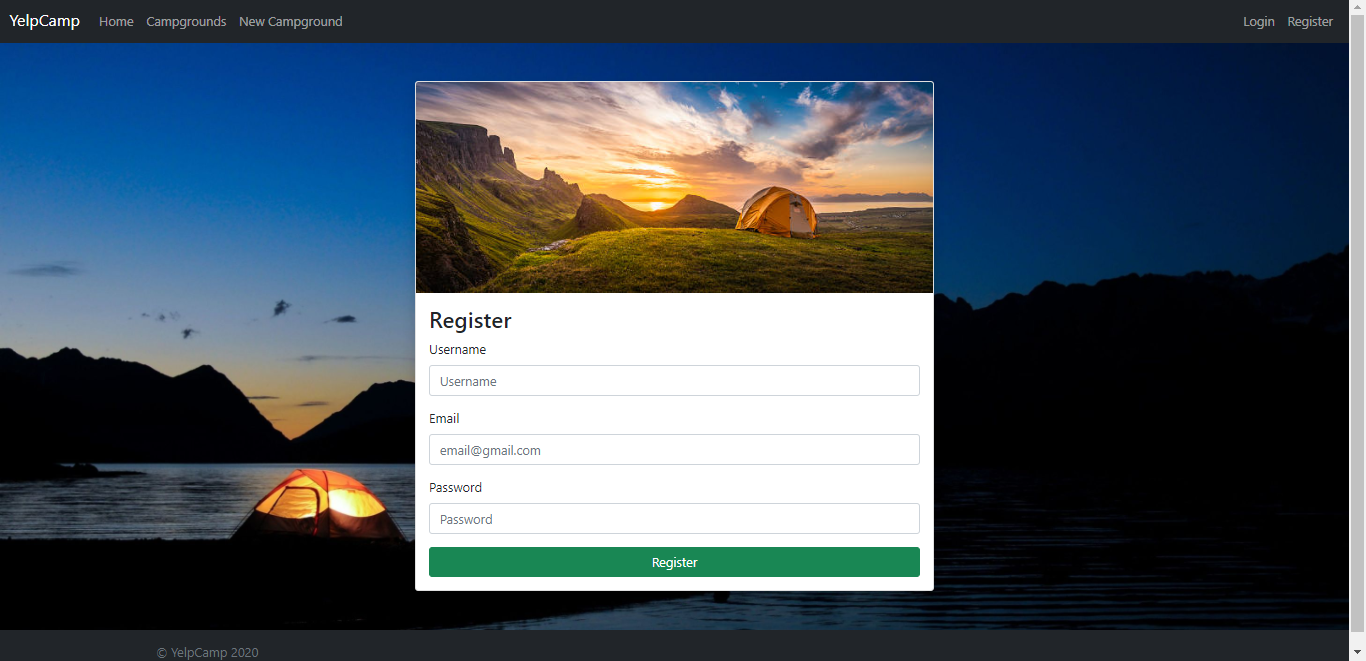 YelpCamp Home Campgrounds New Campground Login Register
Register
Username
Username
Email
email@gmail.com
Password
Password
Register
© YelpCamp 2020